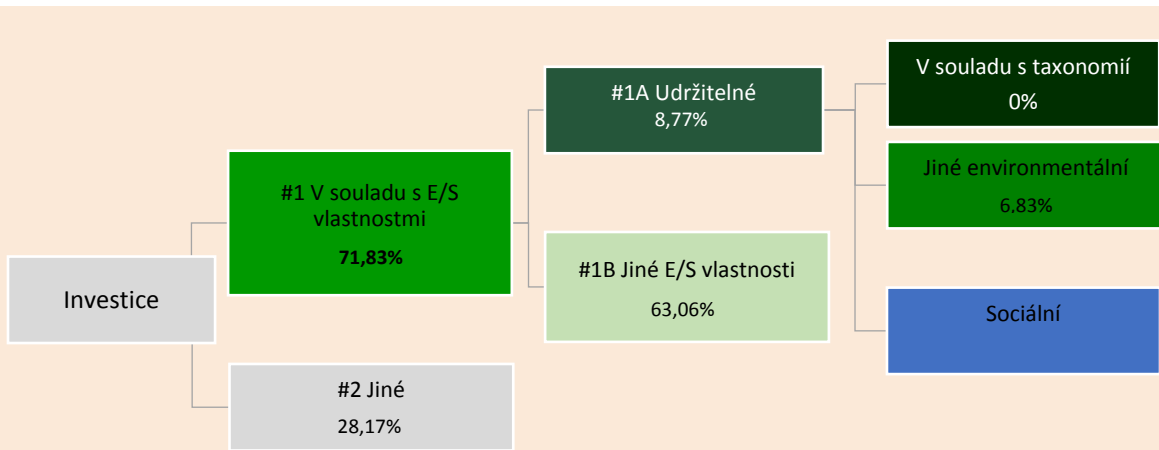 Investice
#1 V souladu s E/S
vlastnostmi
71,83%
#2 Jiné
28,17%
#1A Udržitelné
8,77%
#1B Jiné E/S vlastnosti
63,06%
V souladu s taxonomií
0%
Jiné environmentální
6,83%
Sociální